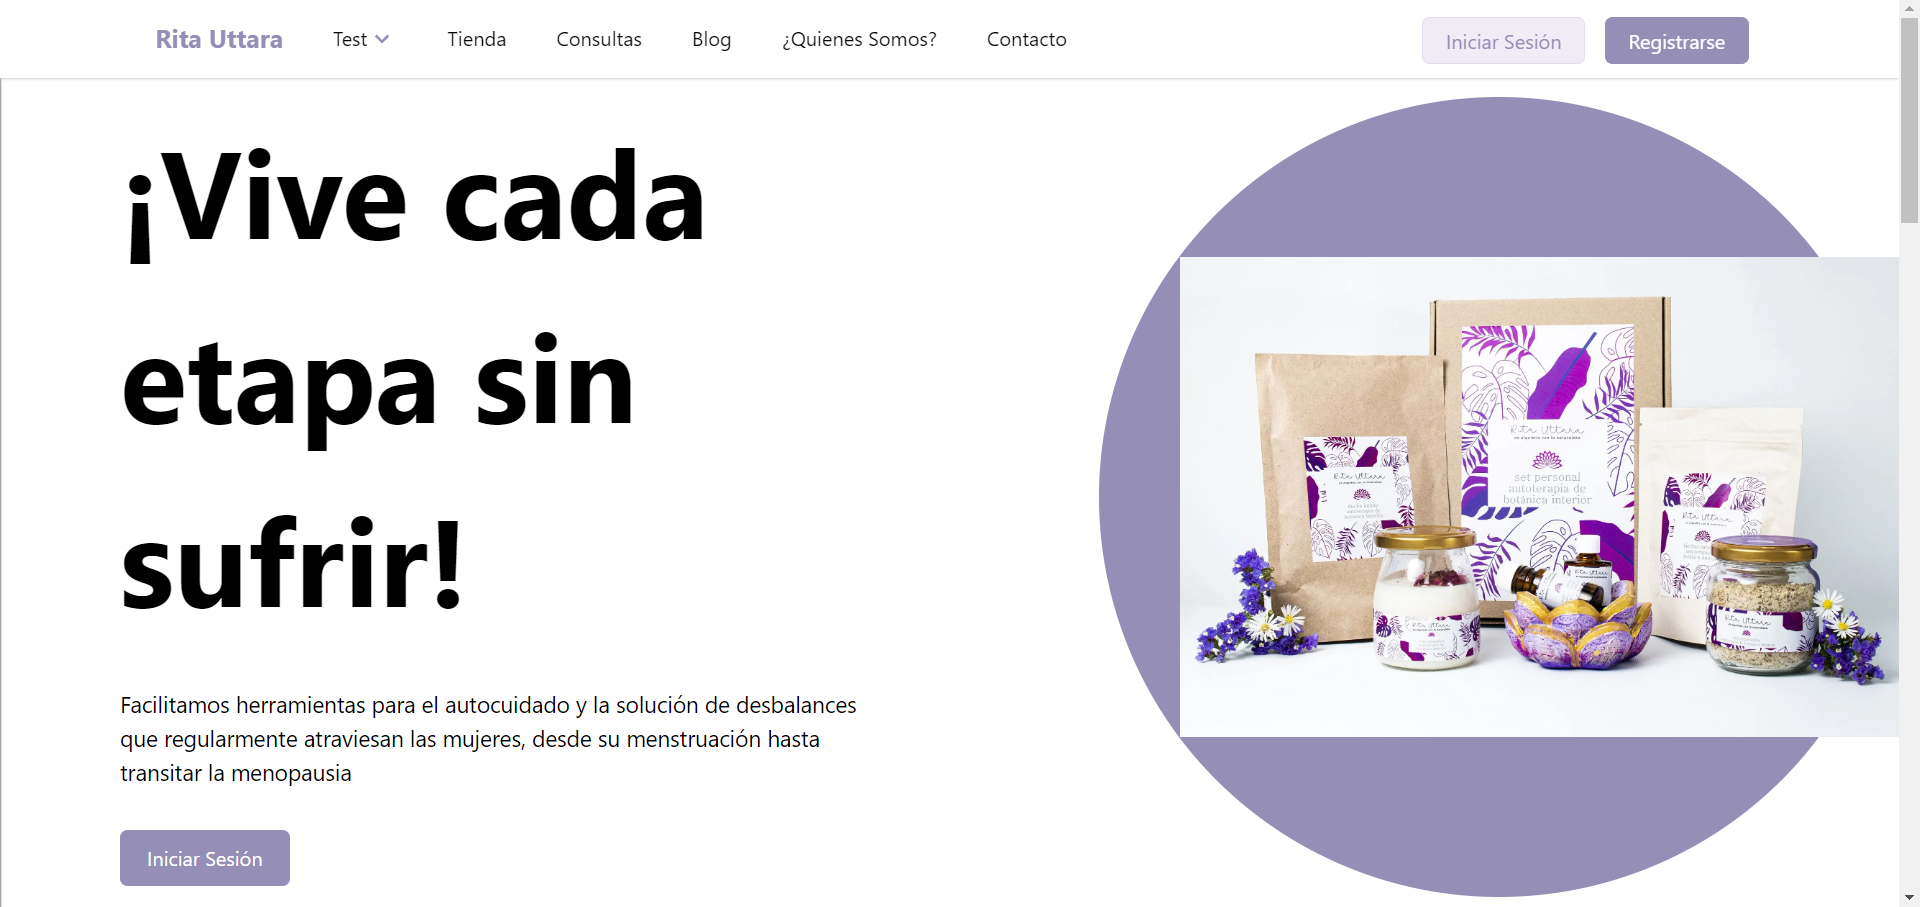 Rita Uttara
Test
Tienda
Consultas
Blog
¿Quienes Somos?
Contacto
Iniciar Sesión
Registrarse
¡Vive cada
etapa sin
sufrir!
Facilitamos herramientas para el autocuidado y la solución de desbalances
que regularmente atraviesan las mujeres, desde su menstruación hasta
transitar la menopausia
Iniciar Sesión
Rita Uttara
set personal
autoterapia de
botánica interior
Rita Uttara
Rita Uttara
Rita Uttara
Rita Uttara
Rita Uttara